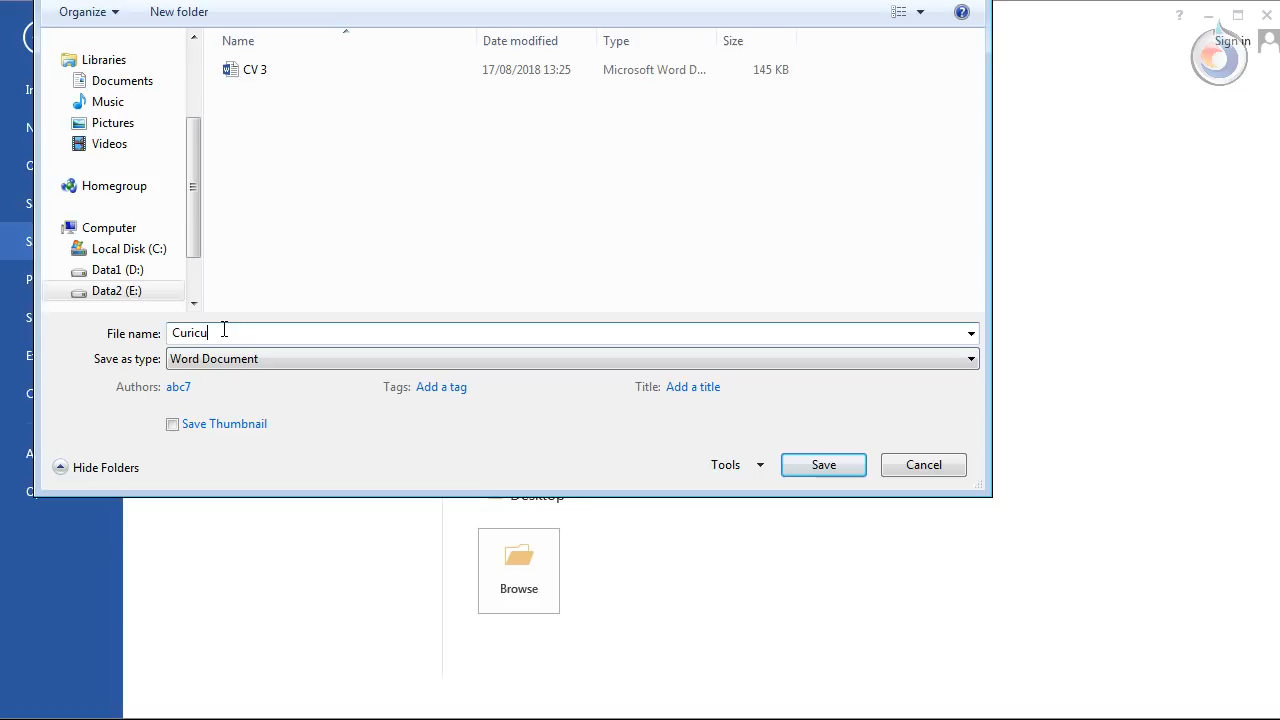 Organize New folder
?
Sign in
Name Date modified Type Size
CV 3 17/08/2018 13:25 Microsoft Word D... 145 KB
Libraries
Documents
Music
Pictures
Videos
Homegroup
Computer
Local Disk (C:)
Data1 (D:)
Data2 (E:)
File name: Curicu
Save as type: Word Document
Authors: abc7 Tags: Add a tag Title: Add a title
Save Thumbnail
Hide Folders Tools Save Cancel
Desktop
Browse